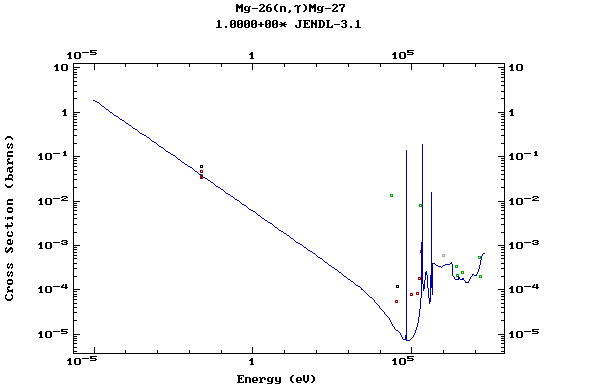 Mg-26(n,γ)Mg-27
1.0000+00* JENDL-3.1
10⁻⁵ 1 10⁵
10 10
1 1
10⁻¹ 10⁻¹
10⁻² 10⁻²
10⁻³ 10⁻³
10⁻⁴ 10⁻⁴
10⁻⁵ 10⁻⁵
10⁻⁵ 1 10⁵
Cross Section (barns)
Energy (eV)